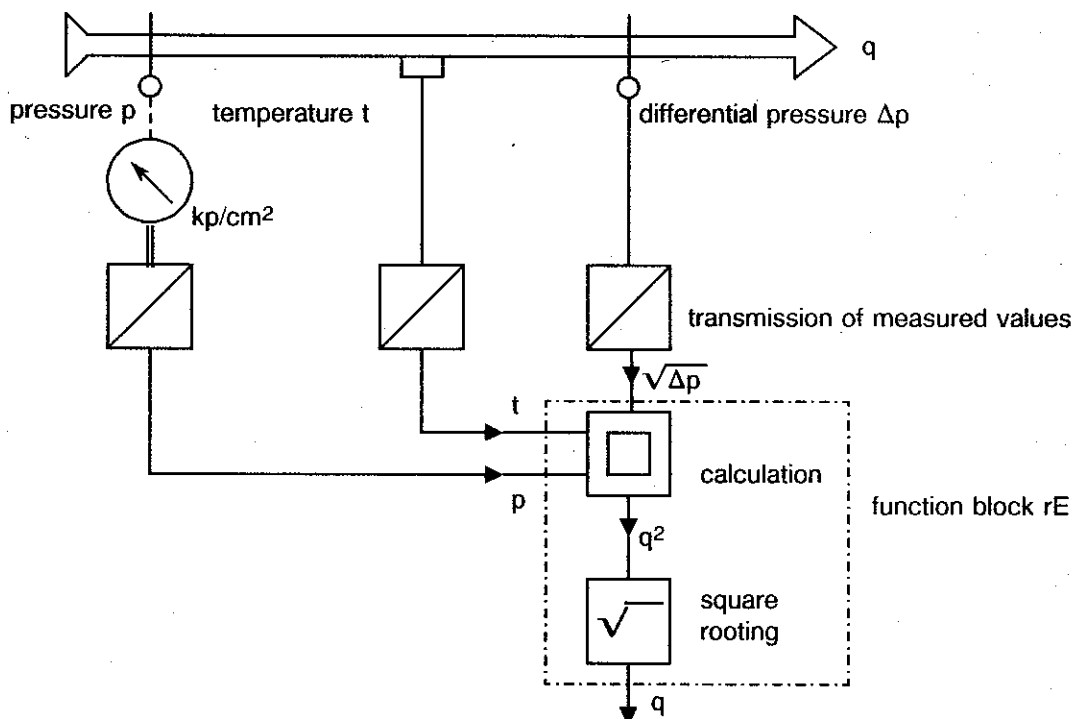 q
pressure p
temperature t
differential pressure Δp
kp/cm²
transmission of measured values
√Δp
t
calculation
p
function block rE
q²
√
square
rooting
q